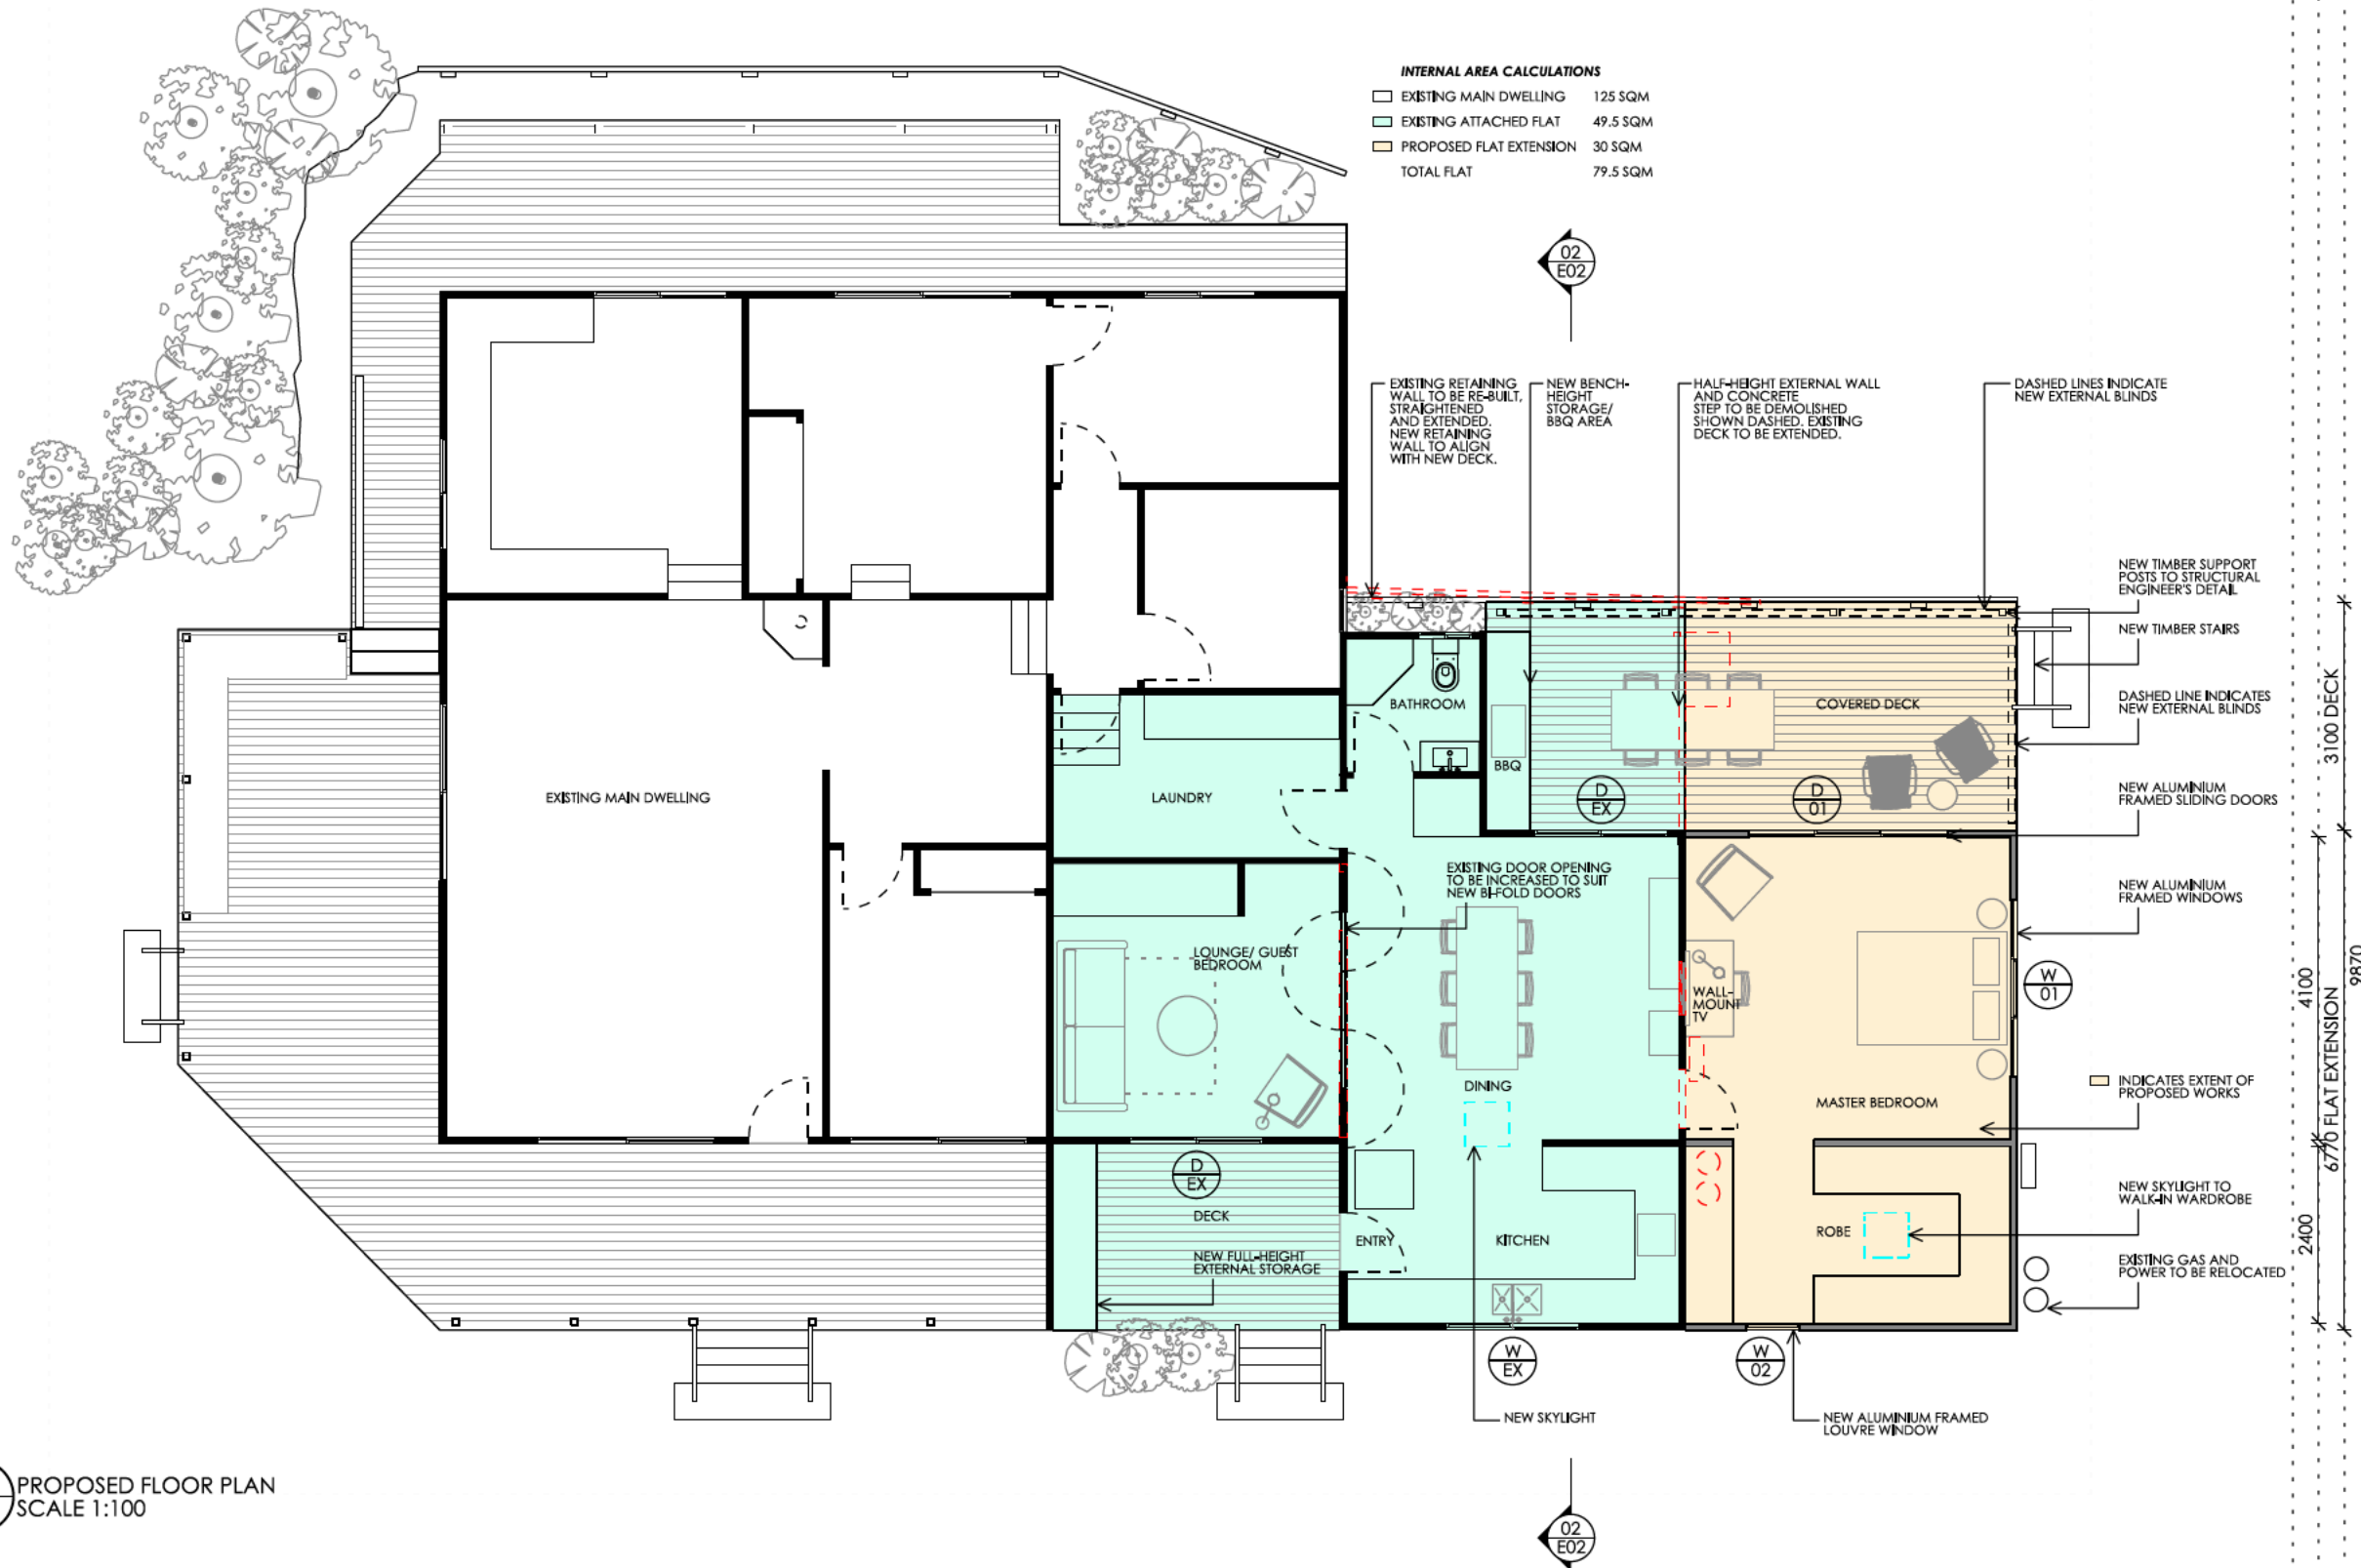 INTERNAL AREA CALCULATIONS
EXISTING MAIN DWELLING 125 SQM
EXISTING ATTACHED FLAT 49.5 SQM
PROPOSED FLAT EXTENSION 30 SQM
TOTAL FLAT 79.5 SQM
02
E02
EXISTING RETAINING
WALL TO BE RE-BUILT,
STRAIGHTENED
AND EXTENDED.
NEW RETAINING
WALL TO ALIGN
WITH NEW DECK.
NEW BENCH-
HEIGHT
STORAGE/
BBQ AREA
HALF-HEIGHT EXTERNAL WALL
AND CONCRETE
STEP TO BE DEMOLISHED
SHOWN DASHED. EXISTING
DECK TO BE EXTENDED.
DASHED LINES INDICATE
NEW EXTERNAL BLINDS
NEW TIMBER SUPPORT
POSTS TO STRUCTURAL
ENGINEER'S DETAIL
NEW TIMBER STAIRS
DASHED LINE INDICATES
NEW EXTERNAL BLINDS
3100 DECK
BATHROOM
COVERED DECK
BBQ
EXISTING MAIN DWELLING
LAUNDRY
D
EX
D
01
NEW ALUMINIUM
FRAMED SLIDING DOORS
EXISTING DOOR OPENING
TO BE INCREASED TO SUIT
NEW BI-FOLD DOORS
NEW ALUMINIUM
FRAMED WINDOWS
LOUNGE/ GUEST
BEDROOM
WALL-
MOUNT
TV
W
01
4100
9870
6770 FLAT EXTENSION
DINING
MASTER BEDROOM
INDICATES EXTENT OF
PROPOSED WORKS
D
EX
DECK
NEW SKYLIGHT TO
WALK-IN WARDROBE
ENTRY
KITCHEN
ROBE
2400
NEW FULL-HEIGHT
EXTERNAL STORAGE
EXISTING GAS AND
POWER TO BE RELOCATED
W
EX
W
02
NEW SKYLIGHT
NEW ALUMINIUM FRAMED
LOUVRE WINDOW
PROPOSED FLOOR PLAN
SCALE 1:100
02
E02